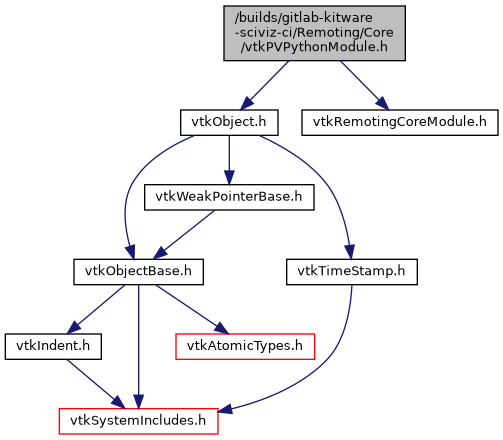 /builds/gitlab-kitware
-sciviz-ci/Remoting/Core
/vtkPVPythonModule.h
vtkObject.h
vtkRemotingCoreModule.h
vtkWeakPointerBase.h
vtkObjectBase.h
vtkTimeStamp.h
vtkIndent.h
vtkAtomicTypes.h
vtkSystemIncludes.h